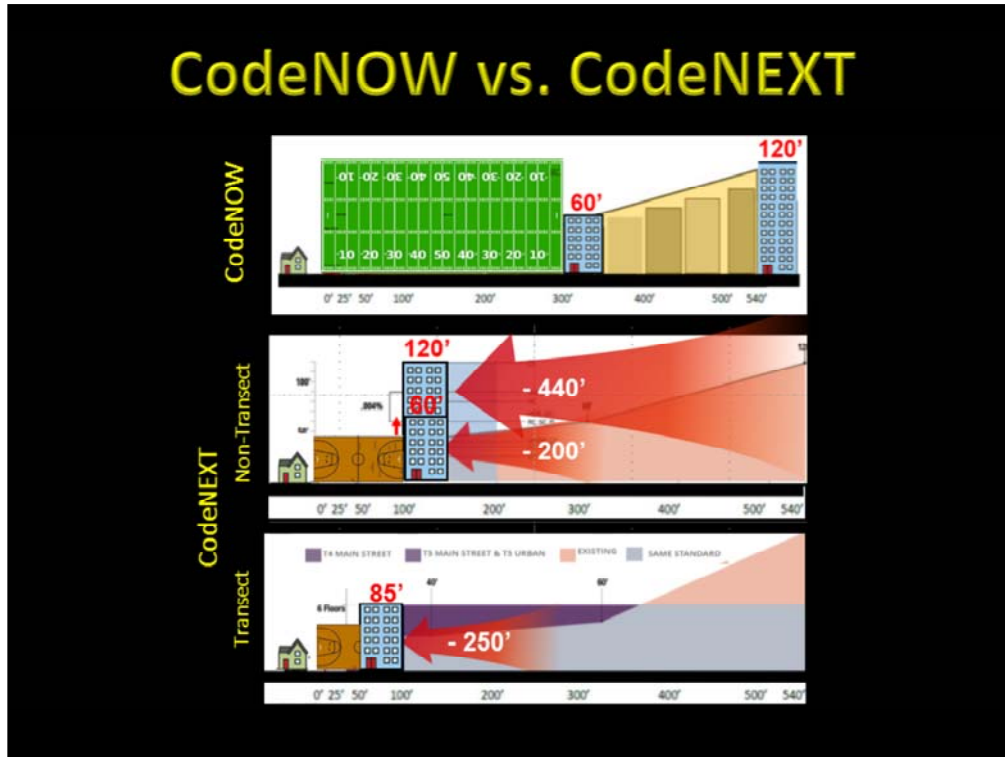 CodeNOW vs. CodeNEXT
CodeNOW
120'
60'
10 20 30 40 50 40 30 20 10
10 20 30 40 50 40 30 20 10
0' 25' 50' 100' 200' 300' 400' 500' 540'
CodeNEXT
Non-Transect
120'
100'
.004%
60'
- 440'
- 200'
0' 25' 50' 100' 200' 300' 400' 500' 540'
Transect
T4 MAIN STREET T5 MAIN STREET & T5 URBAN EXISTING SAME STANDARD
85'
40' 60'
6 Floors
- 250'
0' 25' 50' 100' 200' 300' 400' 500' 540'